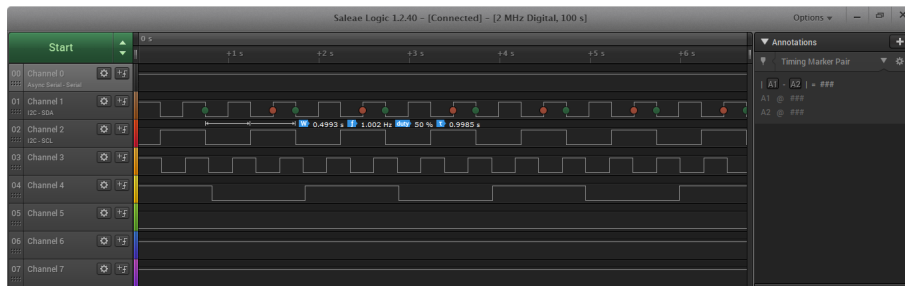 Saleae Logic 1.2.40 - [Connected] - [2 MHz Digital, 100 s]
Options
Start
0 s
+1 s
+2 s
+3 s
+4 s
+5 s
+6 s
Annotations
Timing Marker Pair
| A1 - A2 | = ###
A1 @ ###
A2 @ ###
00 Channel 0
Async Serial - Serial
01 Channel 1
I2C - SDA
W 0.4993 s f 1.002 Hz duty 50 % T 0.9985 s
02 Channel 2
I2C - SCL
03 Channel 3
04 Channel 4
05 Channel 5
06 Channel 6
07 Channel 7